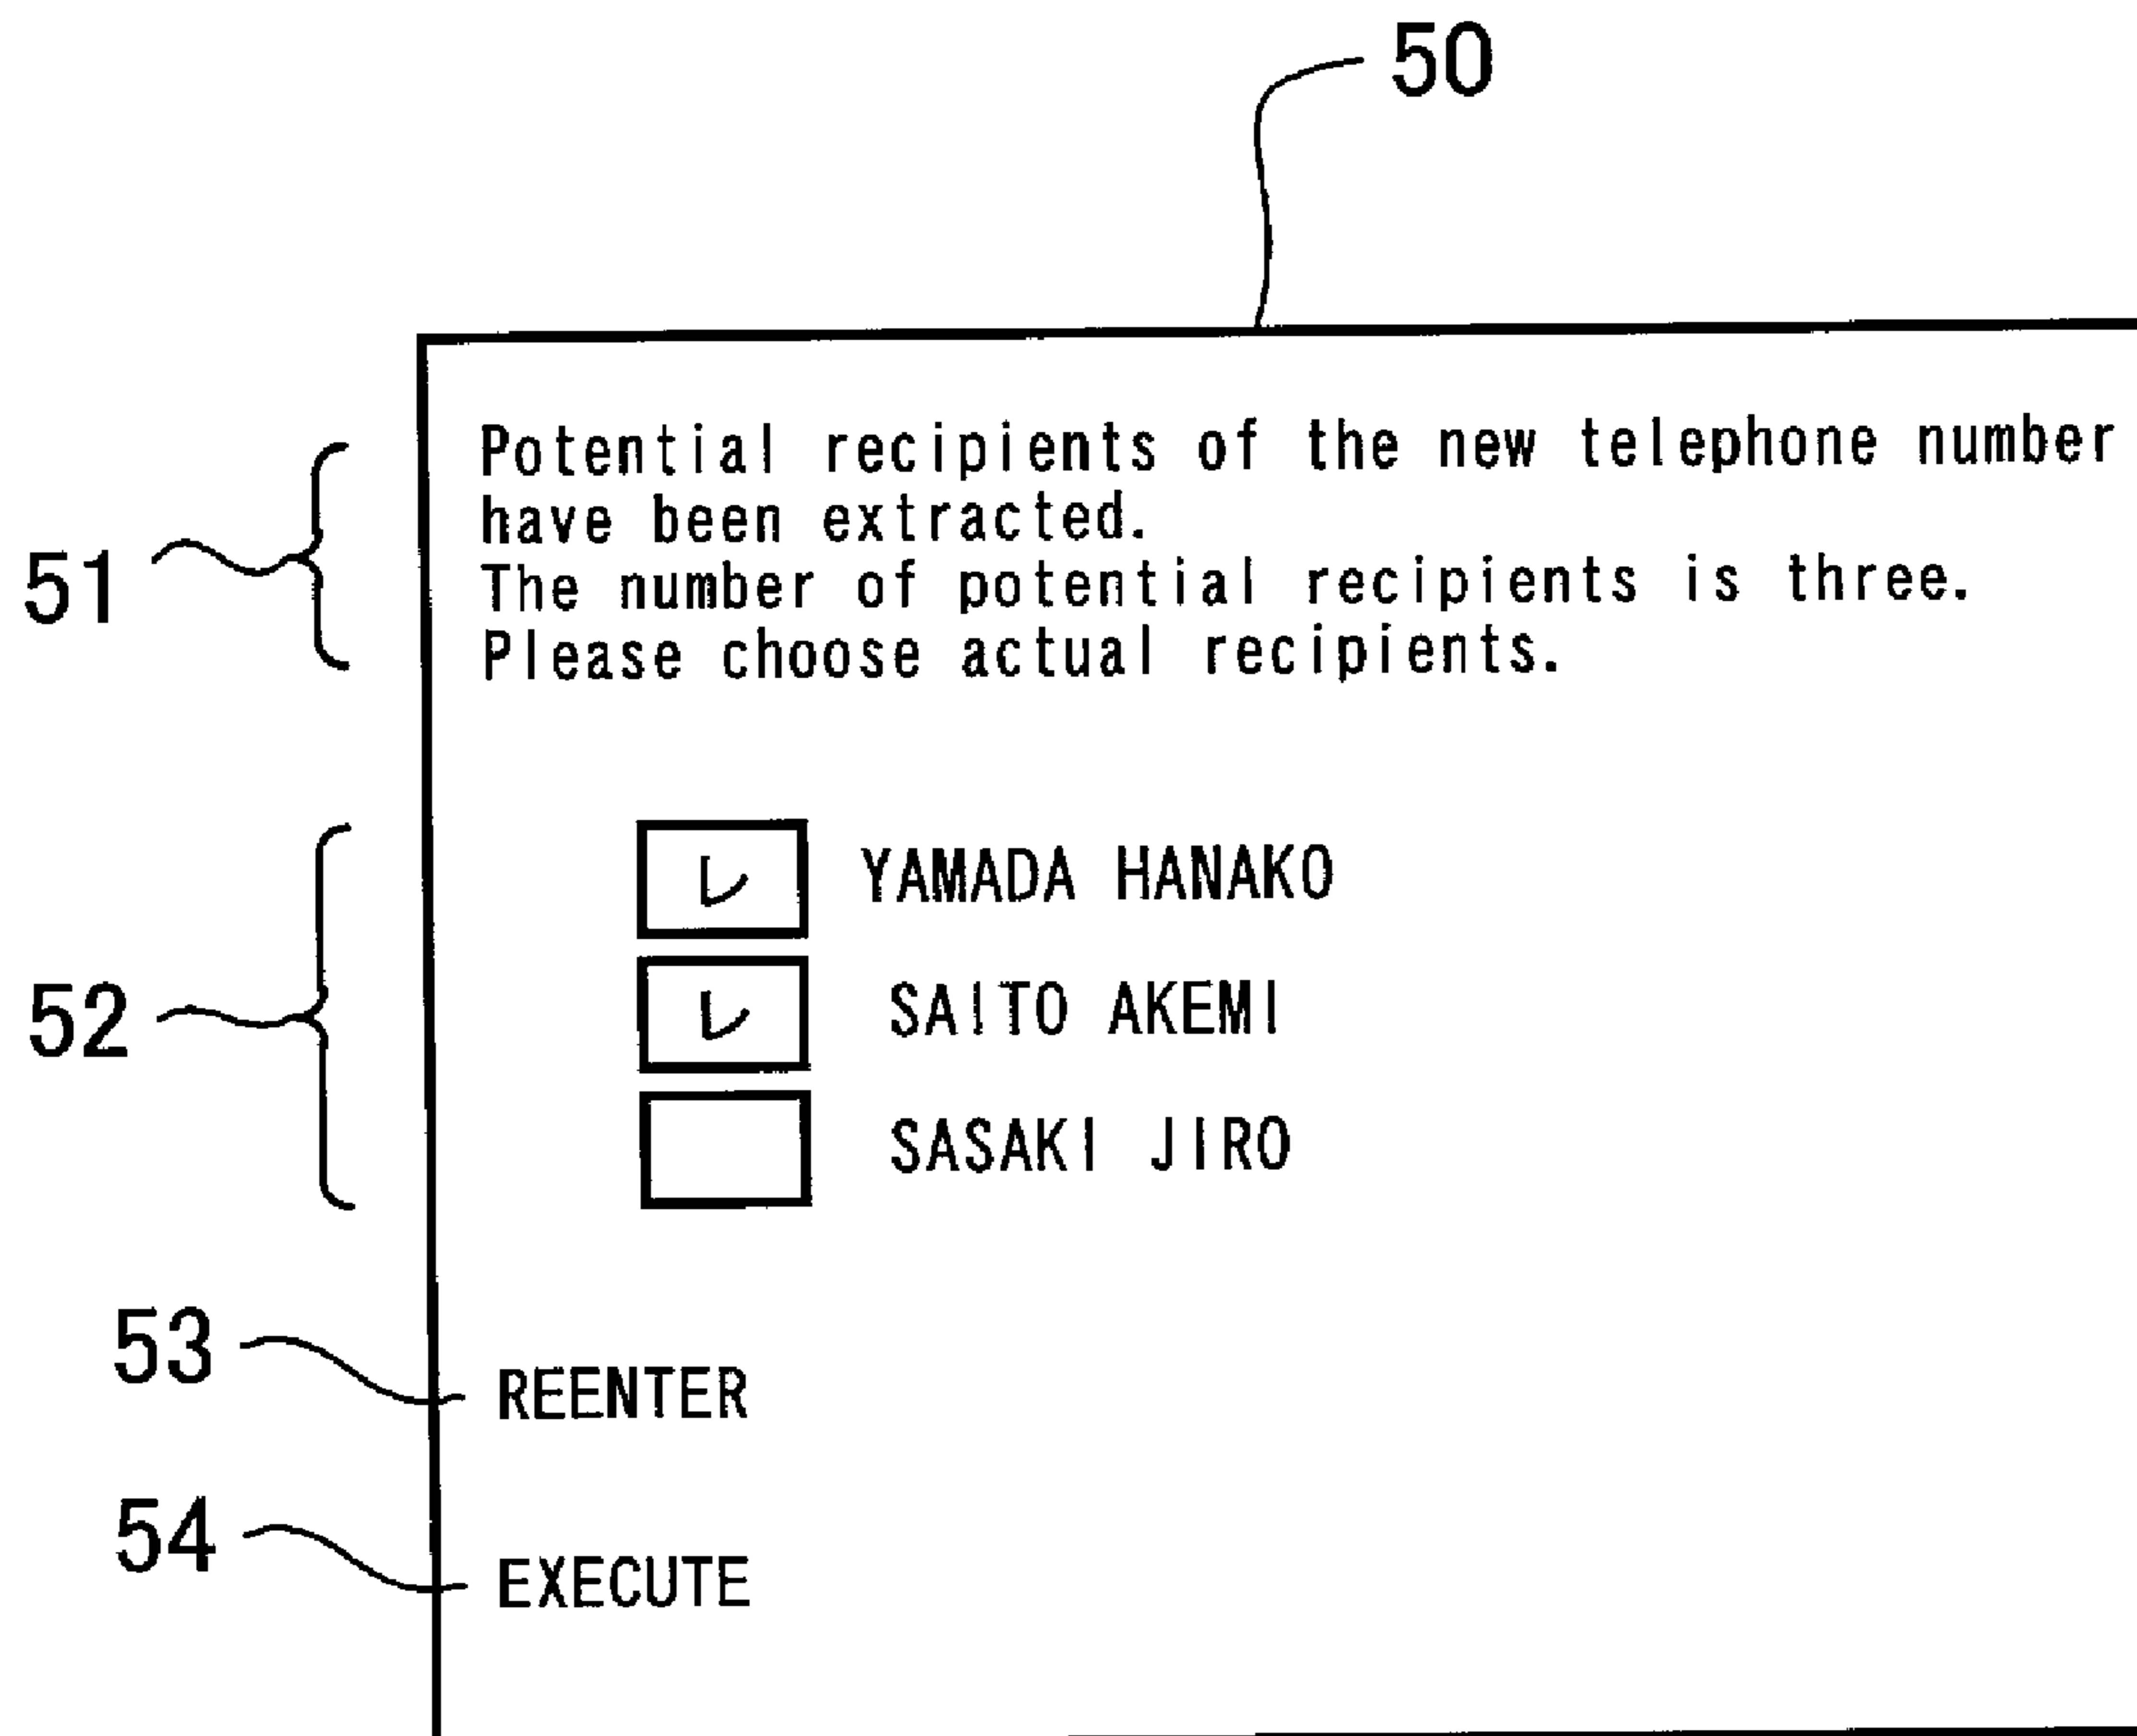 50
51
Potential recipients of the new telephone number
have been extracted.
The number of potential recipients is three.
Please choose actual recipients.
52
レ YAMADA HANAKO
レ SAITO AKEMI
SASAKI JIRO
53 REENTER
54 EXECUTE